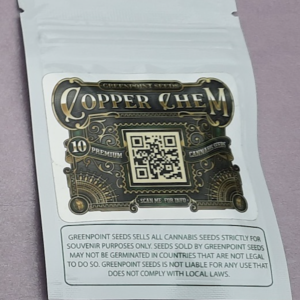 GREENPOINT SEEDS
COPPER CHEM
10 PREMIUM CANNABIS SEEDS
SCAN ME · FOR INFO
GREENPOINT SEEDS SELLS ALL CANNABIS SEEDS STRICTLY FOR
SOUVENIR PURPOSES ONLY. SEEDS SOLD BY GREENPOINT SEEDS
MAY NOT BE GERMINATED IN COUNTRIES THAT ARE NOT LEGAL
TO DO SO. GREENPOINT SEEDS IS NOT LIABLE FOR ANY USE THAT
DOES NOT COMPLY WITH LOCAL LAWS.